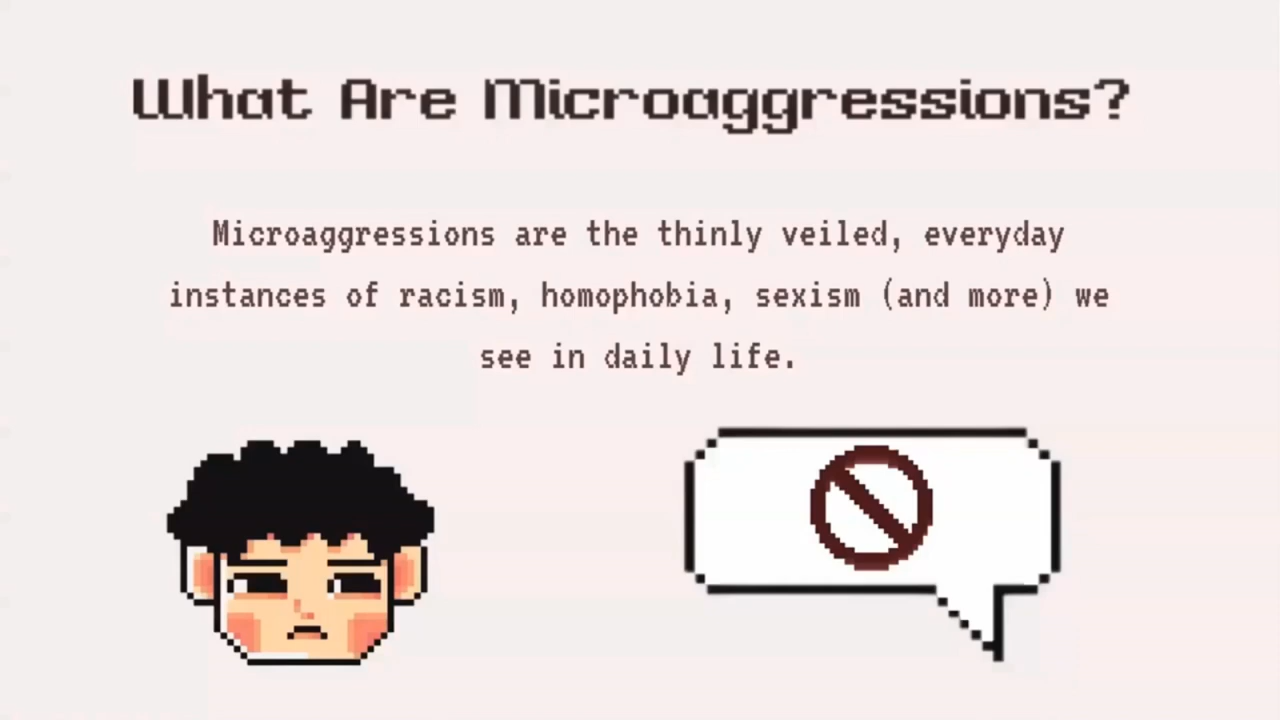 What Are Microaggressions?
Microaggressions are the thinly veiled, everyday
instances of racism, homophobia, sexism (and more) we
see in daily life.